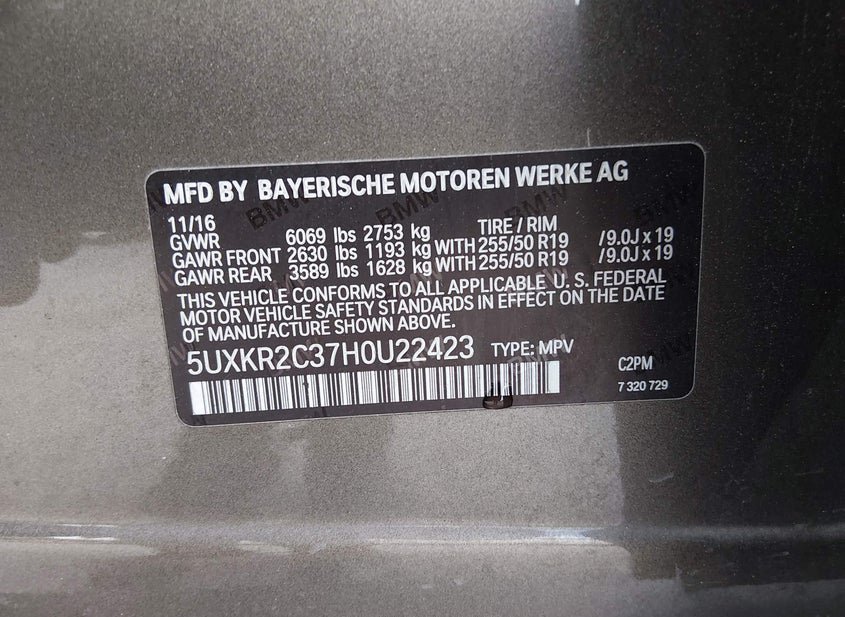 MFD BY BAYERISCHE MOTOREN WERKE AG
11/16
GVWR 6069 lbs 2753 kg TIRE / RIM
GAWR FRONT 2630 lbs 1193 kg WITH 255/50 R19 /9.0J x 19
GAWR REAR 3589 lbs 1628 kg WITH 255/50 R19 /9.0J x 19
THIS VEHICLE CONFORMS TO ALL APPLICABLE U. S. FEDERAL
MOTOR VEHICLE SAFETY STANDARDS IN EFFECT ON THE DATE
OF MANUFACTURE SHOWN ABOVE.
5UXKR2C37H0U22423 TYPE: MPV
C2PM
7 320 729